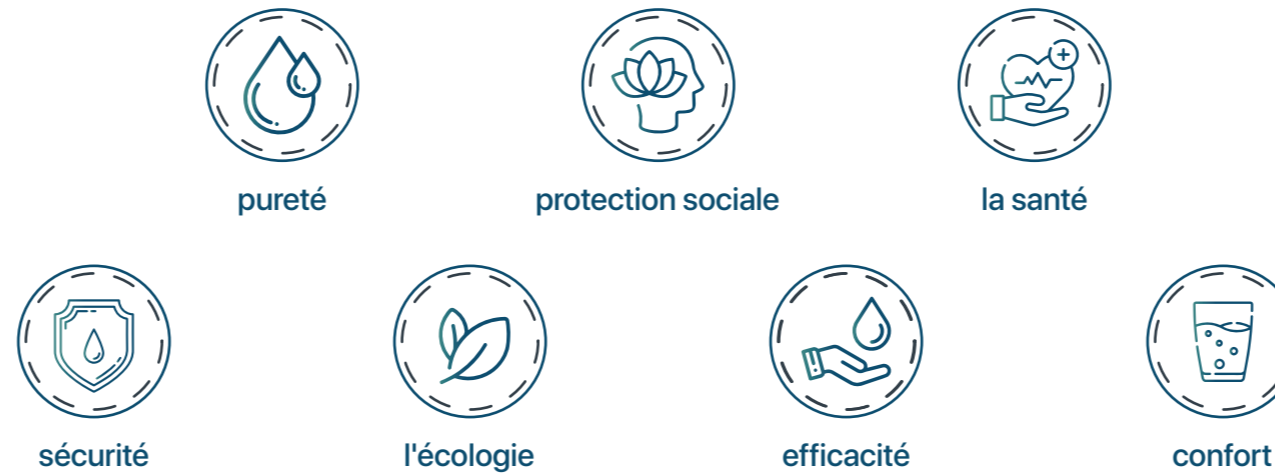 pureté
protection sociale
la santé
sécurité
l'écologie
efficacité
confort